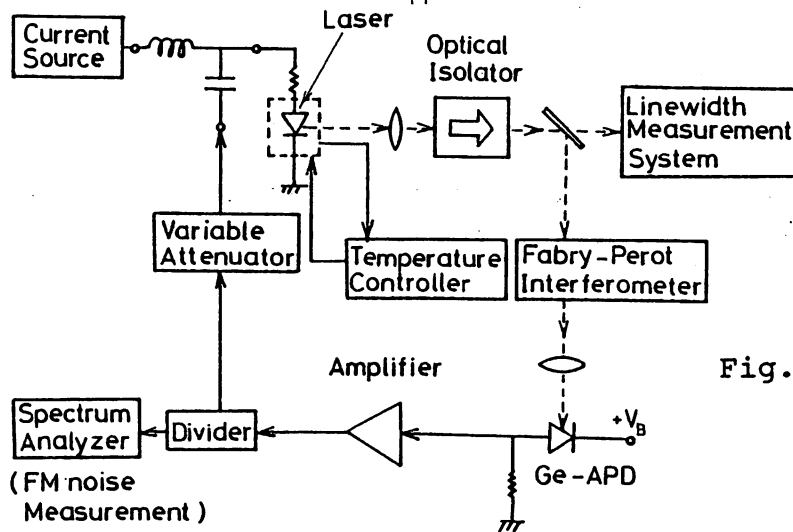 Laser
Current
Source
Optical
Isolator
Linewidth
Measurement
System
Variable
Attenuator
Temperature
Controller
Fabry-Perot
Interferometer
Amplifier
Fig.
Spectrum
Analyzer
Divider
+V_B
Ge-APD
(FM noise
Measurement)